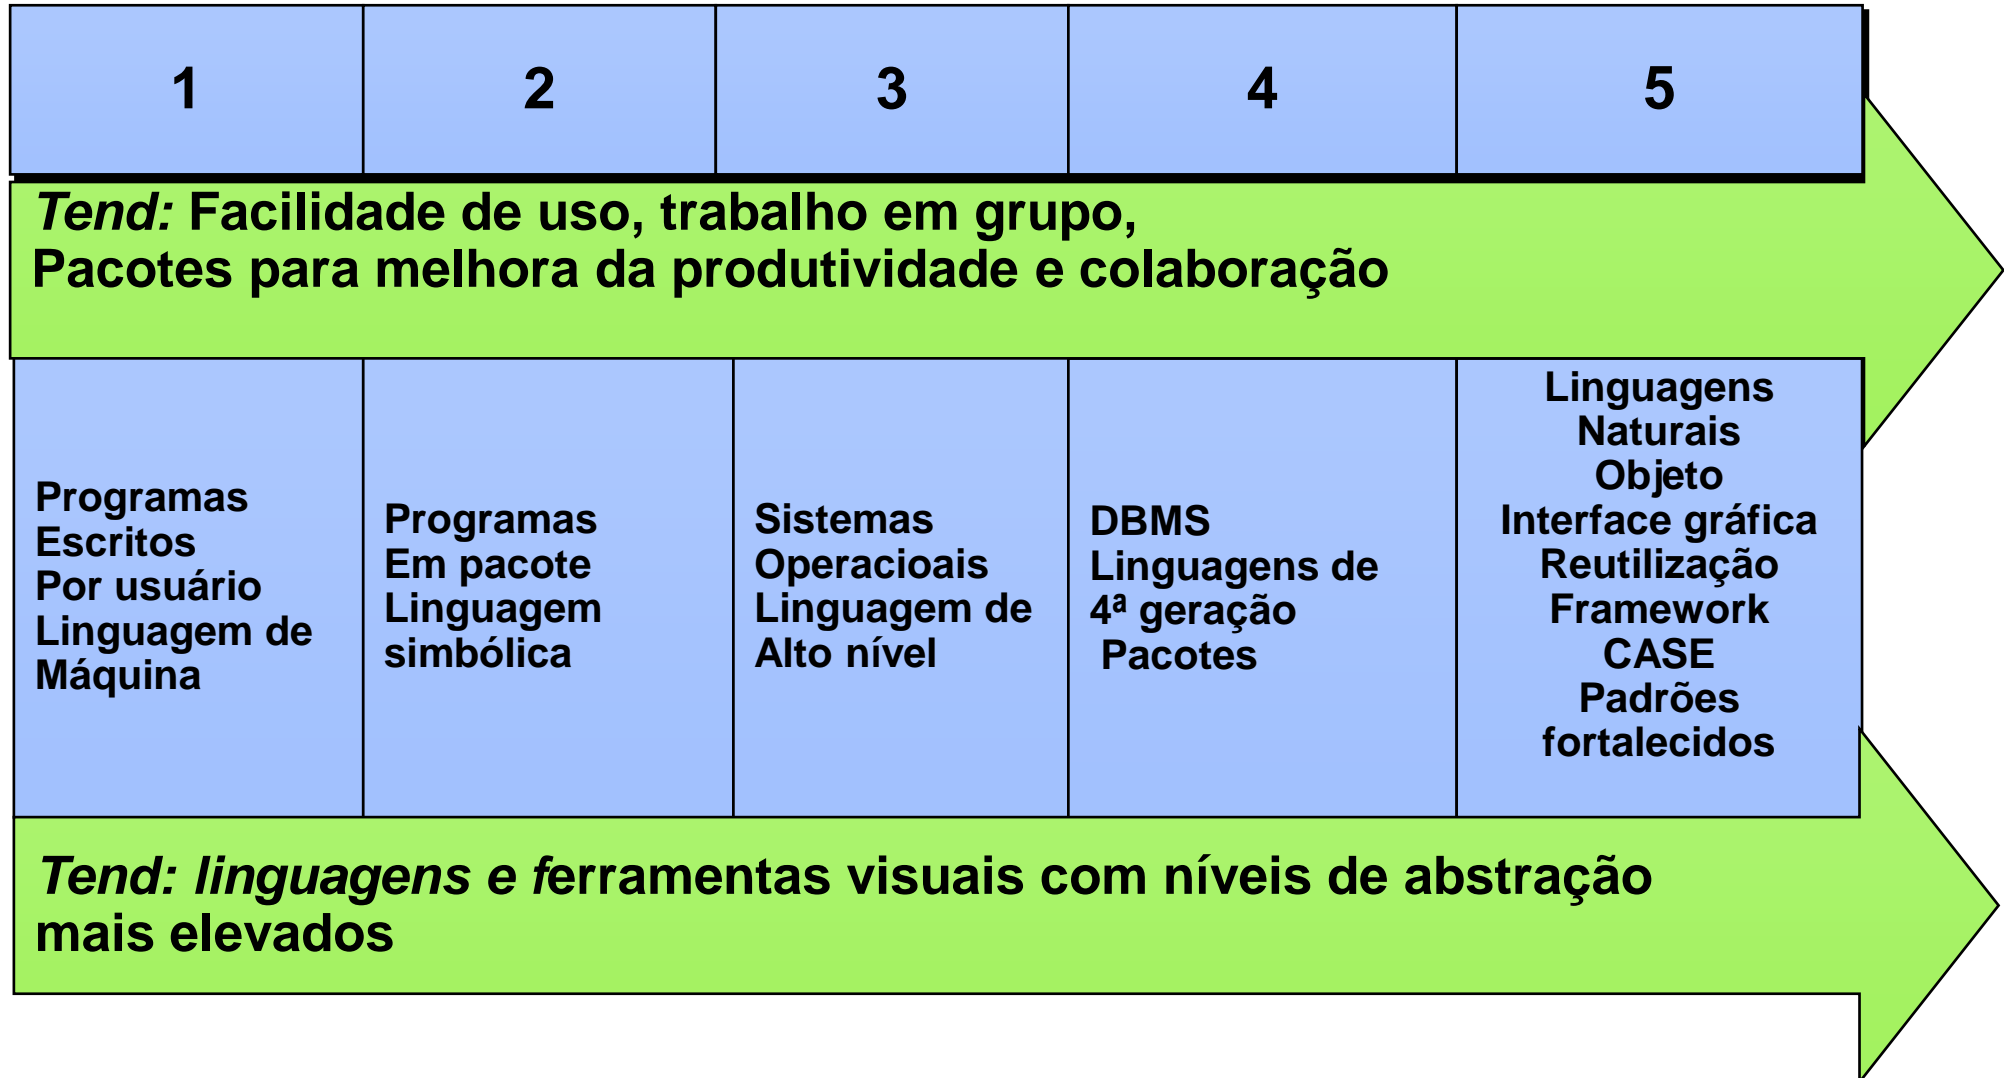 1
2
3
4
5
Tend: Facilidade de uso, trabalho em grupo,
Pacotes para melhora da produtividade e colaboração
Programas
Escritos
Por usuário
Linguagem de
Máquina
Programas
Em pacote
Linguagem
simbólica
Sistemas
Operacioais
Linguagem de
Alto nível
DBMS
Linguagens de
4ª geração
Pacotes
Linguagens
Naturais
Objeto
Interface gráfica
Reutilização
Framework
CASE
Padrões
fortalecidos
Tend: linguagens e ferramentas visuais com níveis de abstração
mais elevados